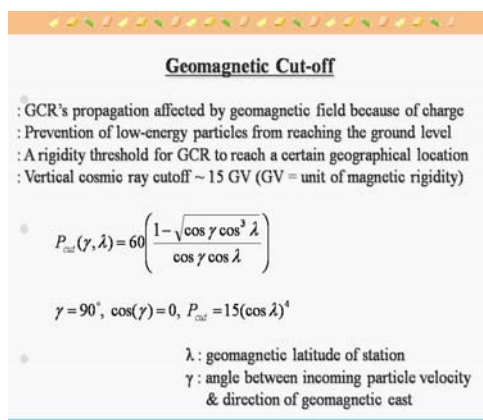 Geomagnetic Cut-off
: GCR's propagation affected by geomagnetic field because of charge
: Prevention of low-energy particles from reaching the ground level
: A rigidity threshold for GCR to reach a certain geographical location
: Vertical cosmic ray cutoff ~ 15 GV (GV = unit of magnetic rigidity)
P_cut(γ,λ)=60((1-√(cos γ cos³ λ))/(cos γ cos λ))
γ=90°, cos(γ)=0, P_cut=15(cos λ)⁴
λ : geomagnetic latitude of station
γ : angle between incoming particle velocity
& direction of geomagnetic east